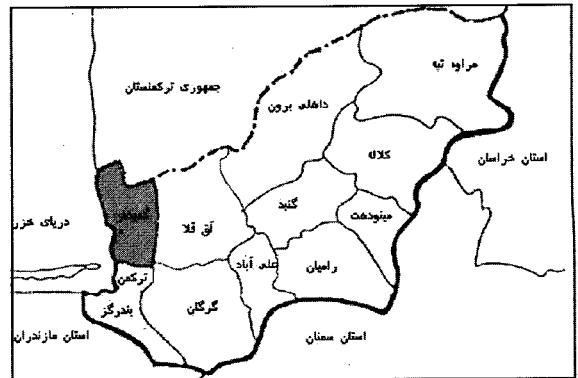 مراوه تپه
جمهوری ترکمنستان
داشلی برون
کلاله
استان خراسان
گنبد
مینودشت
دریای خزر
آق قلا
علی آباد
رامیان
ترکمن
بندرگز
گرگان
استان مازندران
استان سمنان